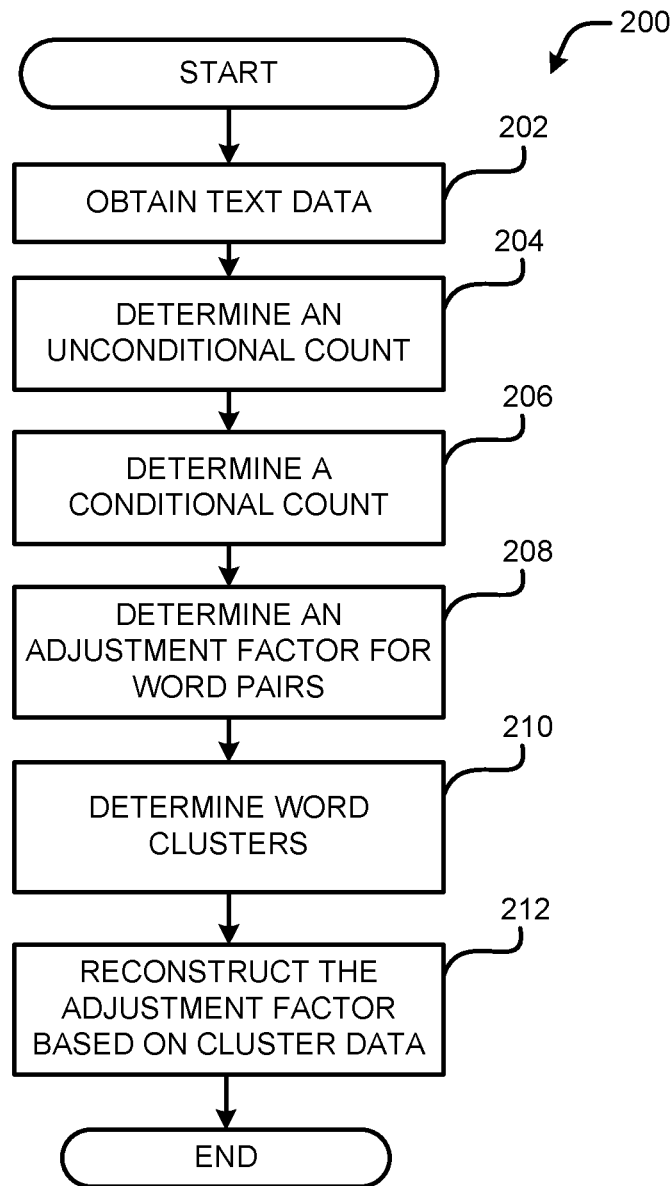 200
START
202
OBTAIN TEXT DATA
204
DETERMINE AN
UNCONDITIONAL COUNT
206
DETERMINE A
CONDITIONAL COUNT
208
DETERMINE AN
ADJUSTMENT FACTOR FOR
WORD PAIRS
210
DETERMINE WORD
CLUSTERS
212
RECONSTRUCT THE
ADJUSTMENT FACTOR
BASED ON CLUSTER DATA
END